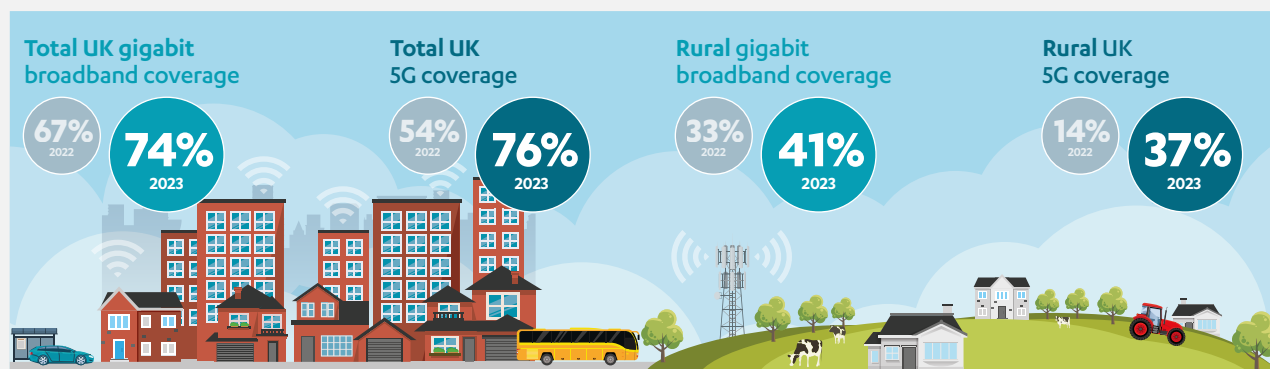 Total UK gigabit
broadband coverage
67%
2022
74%
2023
Total UK
5G coverage
54%
2022
76%
2023
Rural gigabit
broadband coverage
33%
2022
41%
2023
Rural UK
5G coverage
14%
2022
37%
2023